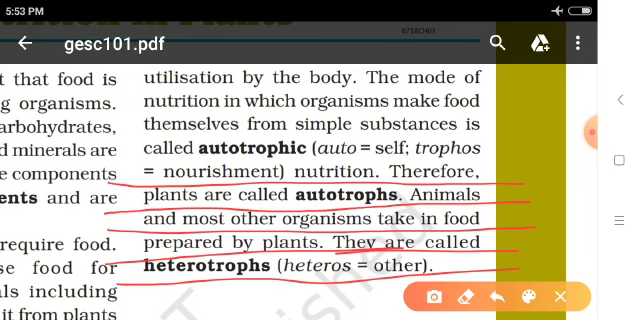 5:53 PM
gesc101.pdf
0758CH01
t that food is
g organisms.
arbohydrates,
d minerals are
e components
ents and are
require food.
se food for
ls including
it from plants
utilisation by the body. The mode of
nutrition in which organisms make food
themselves from simple substances is
called autotrophic (auto = self; trophos
= nourishment) nutrition. Therefore,
plants are called autotrophs. Animals
and most other organisms take in food
prepared by plants. They are called
heterotrophs (heteros = other).